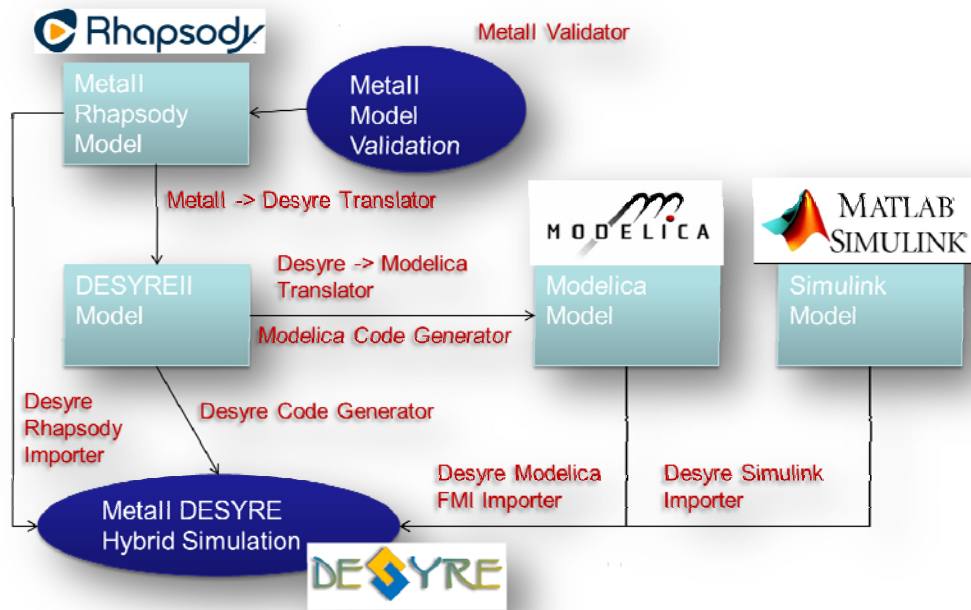 Rhapsody
MetaII Validator
MetaII
Rhapsody
Model
MetaII
Model
Validation
MetaII -> Desyre Translator
MODELICA
MATLAB
SIMULINK
DESYREII
Model
Desyre -> Modelica
Translator
Modelica Code Generator
Modelica
Model
Simulink
Model
Desyre
Rhapsody
Importer
Desyre Code Generator
Desyre Modelica
FMI Importer
Desyre Simulink
Importer
MetaII DESYRE
Hybrid Simulation
DESYRE